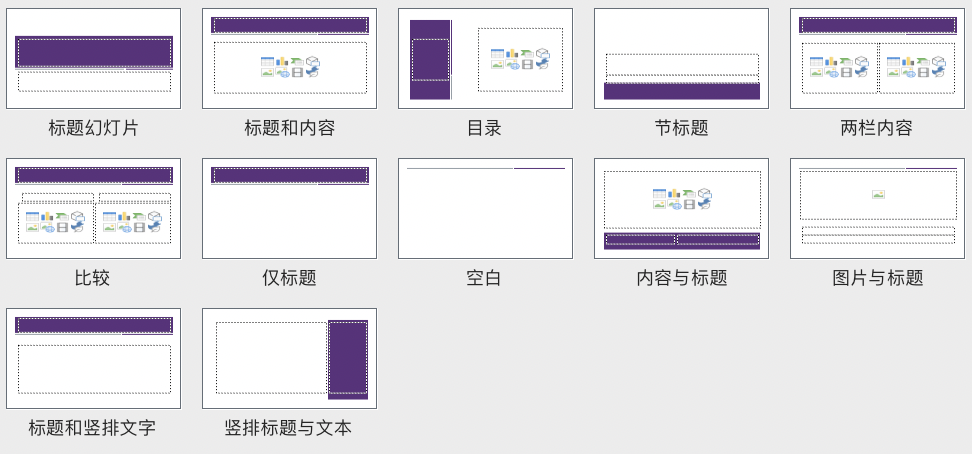 标题幻灯片
标题和内容
目录
节标题
两栏内容
比较
仅标题
空白
内容与标题
图片与标题
标题和竖排文字
竖排标题与文本